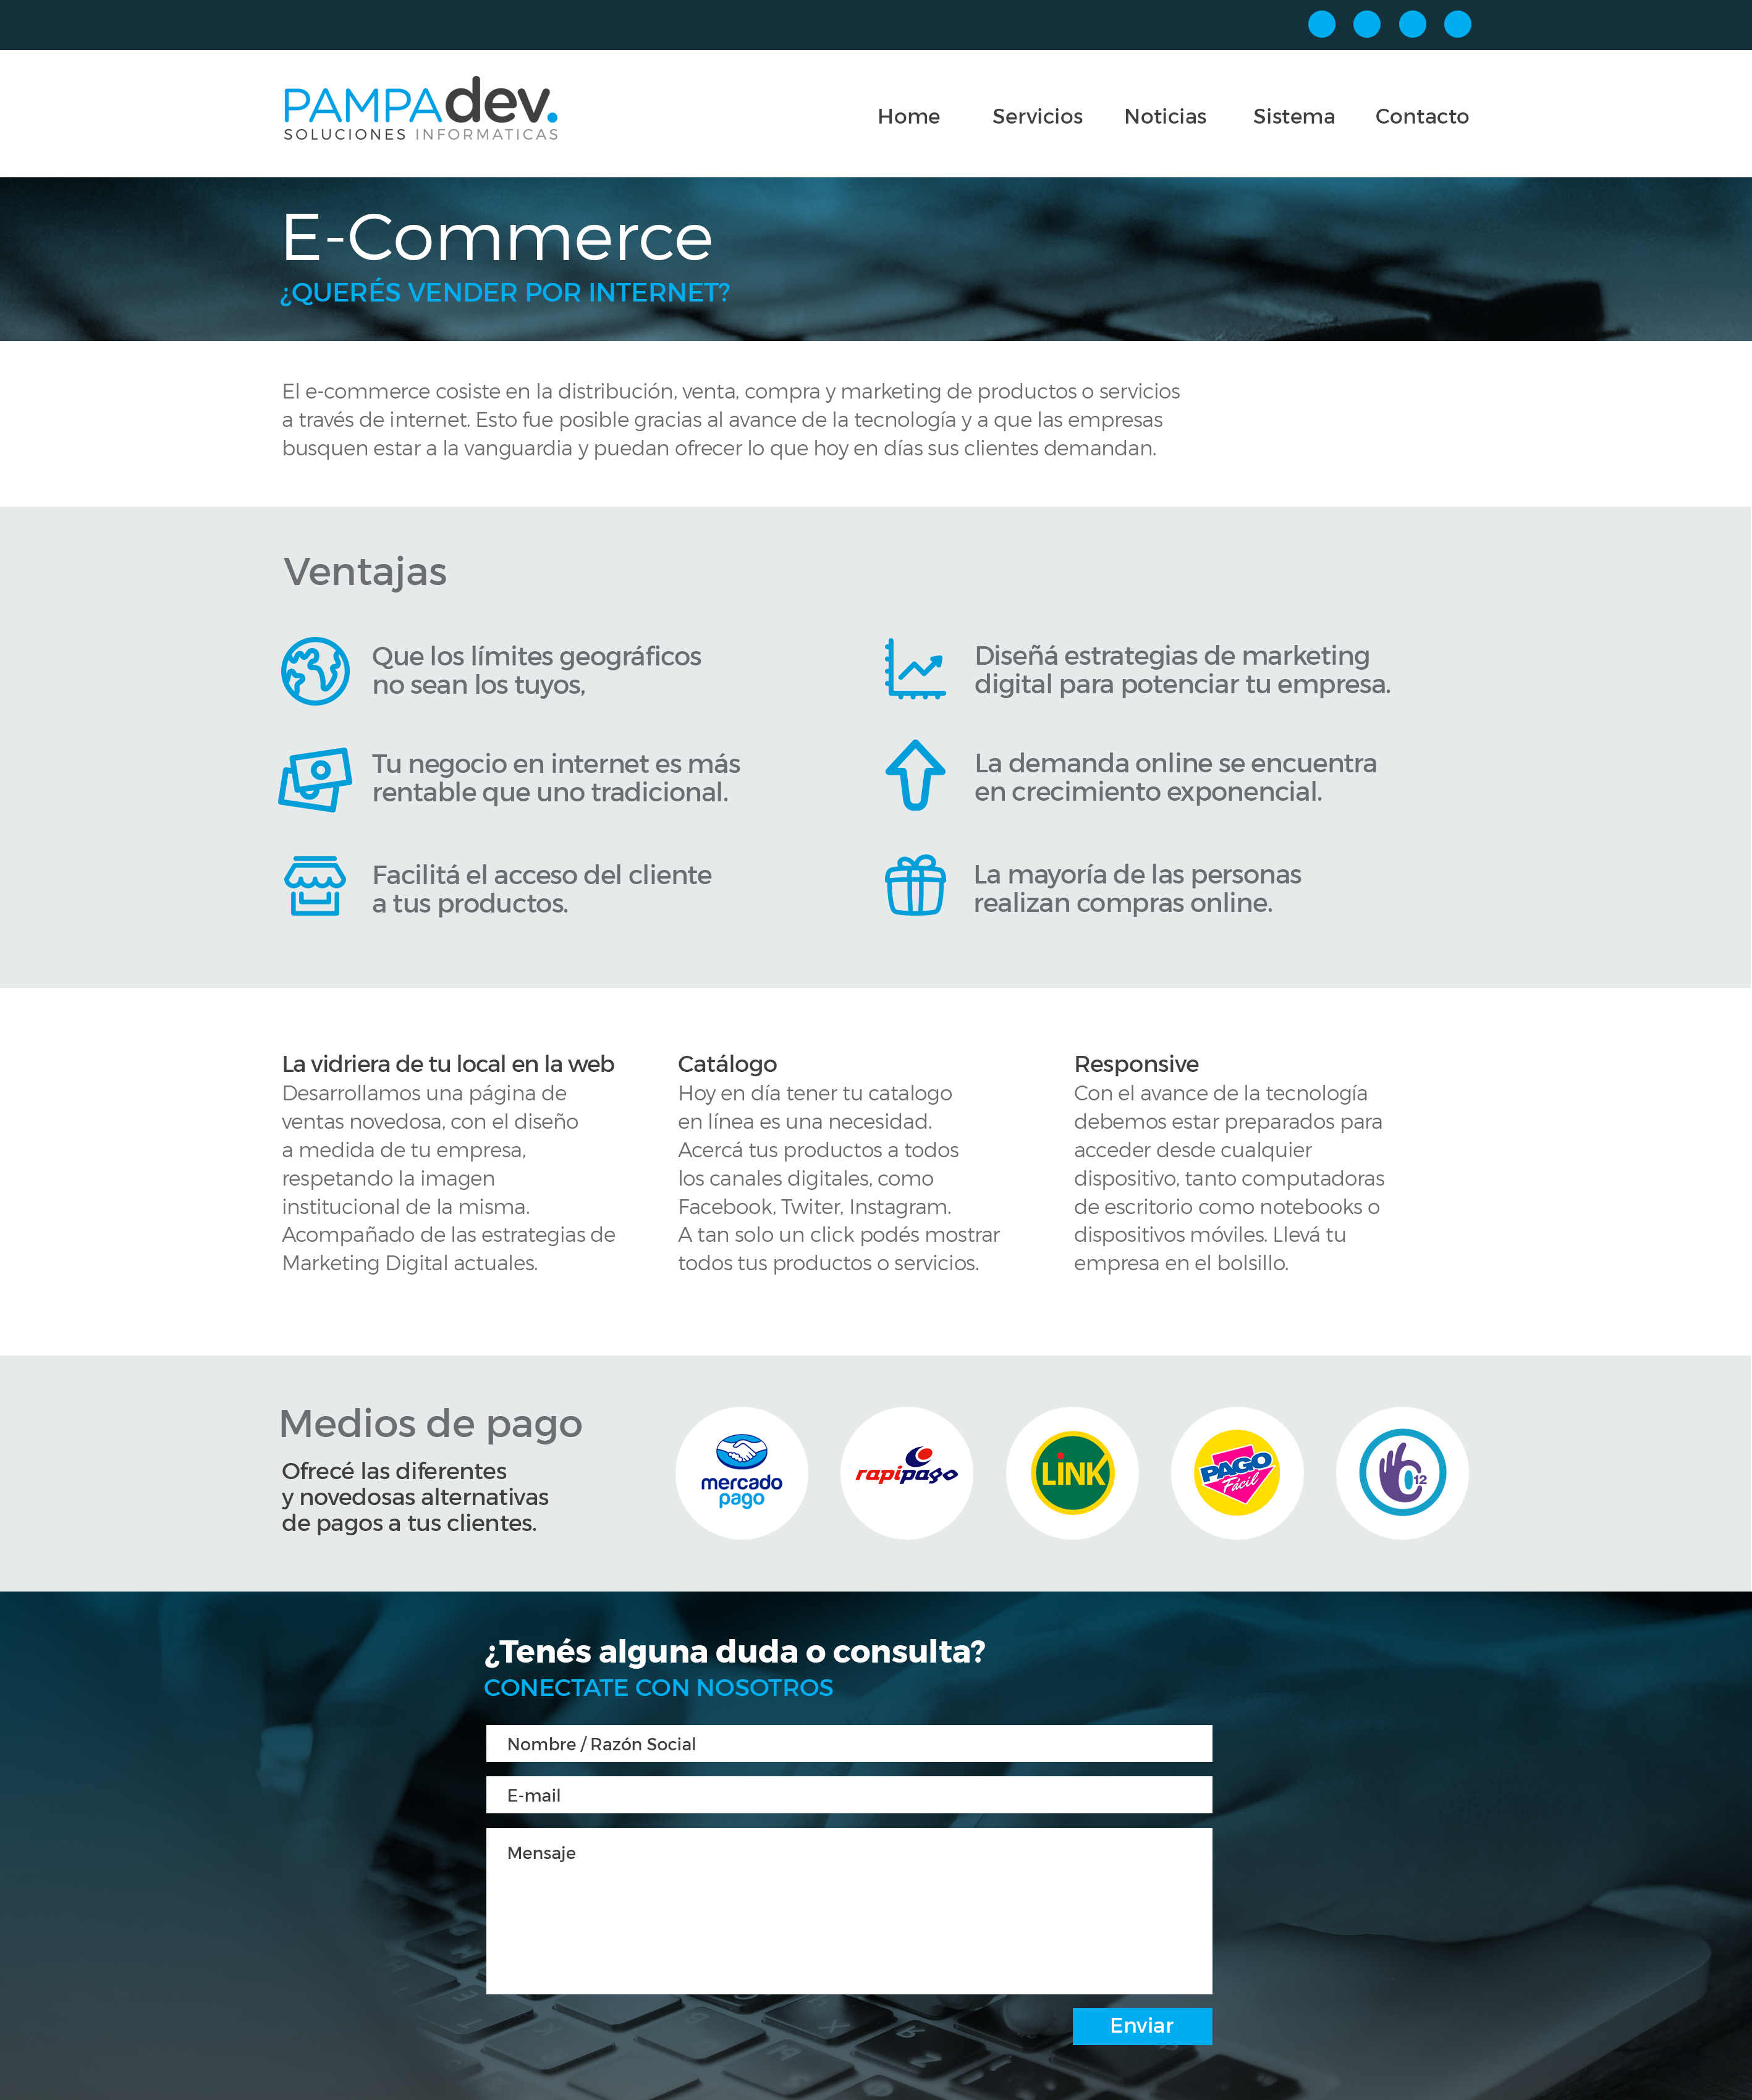 PAMPAdev.
SOLUCIONES INFORMATICAS
Home Servicios Noticias Sistema Contacto
E-Commerce
¿QUERÉS VENDER POR INTERNET?
El e-commerce cosiste en la distribución, venta, compra y marketing de productos o servicios
a través de internet. Esto fue posible gracias al avance de la tecnología y a que las empresas
busquen estar a la vanguardia y puedan ofrecer lo que hoy en días sus clientes demandan.
Ventajas
Que los límites geográficos
no sean los tuyos,
Diseñá estrategias de marketing
digital para potenciar tu empresa.
Tu negocio en internet es más
rentable que uno tradicional.
La demanda online se encuentra
en crecimiento exponencial.
Facilitá el acceso del cliente
a tus productos.
La mayoría de las personas
realizan compras online.
La vidriera de tu local en la web
Desarrollamos una página de
ventas novedosa, con el diseño
a medida de tu empresa,
respetando la imagen
institucional de la misma.
Acompañado de las estrategias de
Marketing Digital actuales.
Catálogo
Hoy en día tener tu catalogo
en línea es una necesidad.
Acercá tus productos a todos
los canales digitales, como
Facebook, Twiter, Instagram.
A tan solo un click podés mostrar
todos tus productos o servicios.
Responsive
Con el avance de la tecnología
debemos estar preparados para
acceder desde cualquier
dispositivo, tanto computadoras
de escritorio como notebooks o
dispositivos móviles. Llevá tu
empresa en el bolsillo.
Medios de pago
Ofrecé las diferentes
y novedosas alternativas
de pagos a tus clientes.
mercado
pago
rapipago
LINK
PAGO
Fácil
12
¿Tenés alguna duda o consulta?
CONECTATE CON NOSOTROS
Nombre / Razón Social
E-mail
Mensaje
Enviar